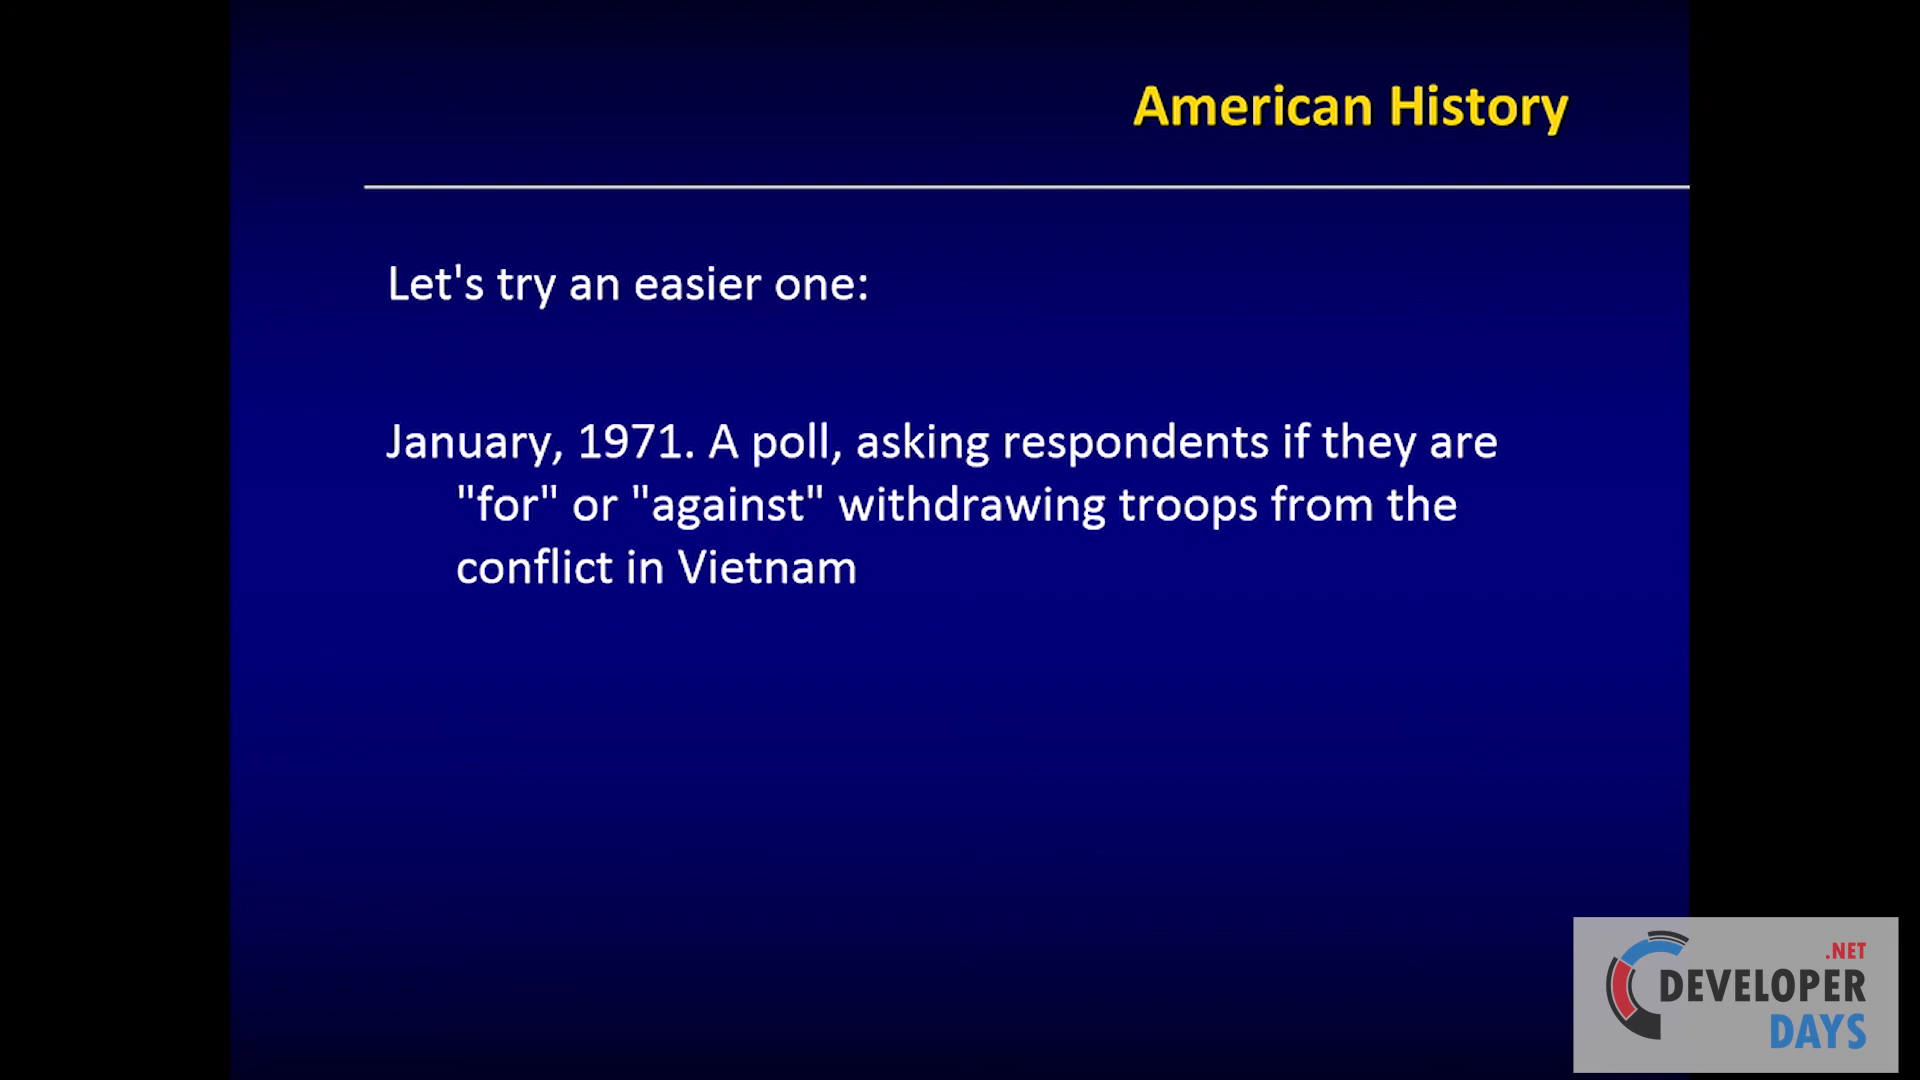 American History
Let's try an easier one:
January, 1971. A poll, asking respondents if they are
"for" or "against" withdrawing troops from the
conflict in Vietnam
.NET
DEVELOPER
DAYS